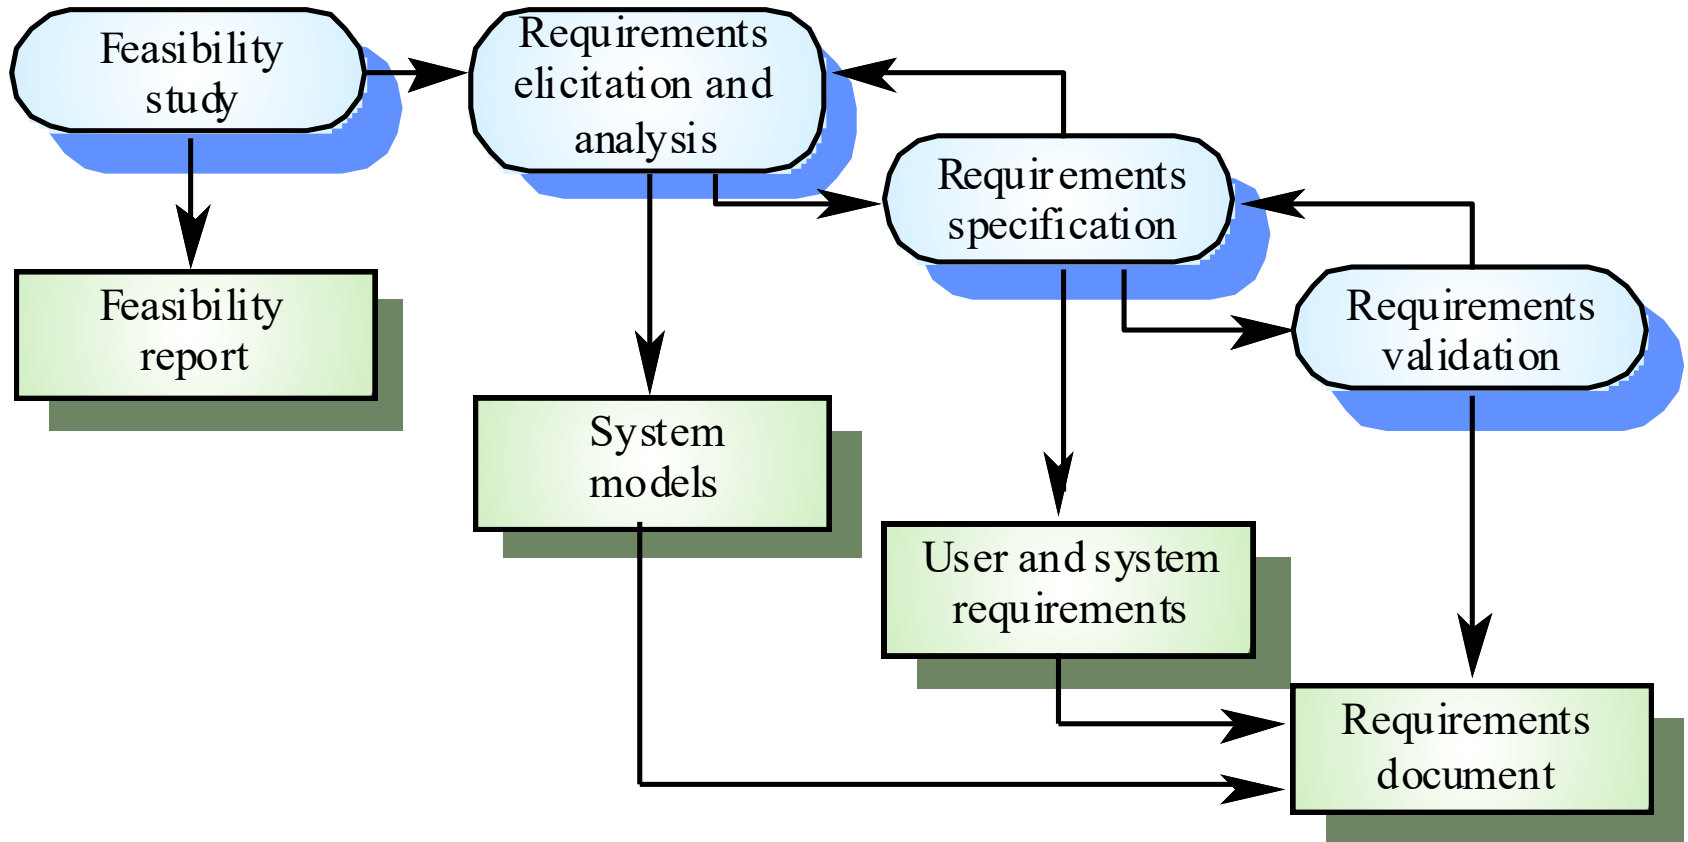 Feasibility
study
Requirements
elicitation and
analysis
Requirements
specification
Requirements
validation
Feasibility
report
System
models
User and system
requirements
Requirements
document